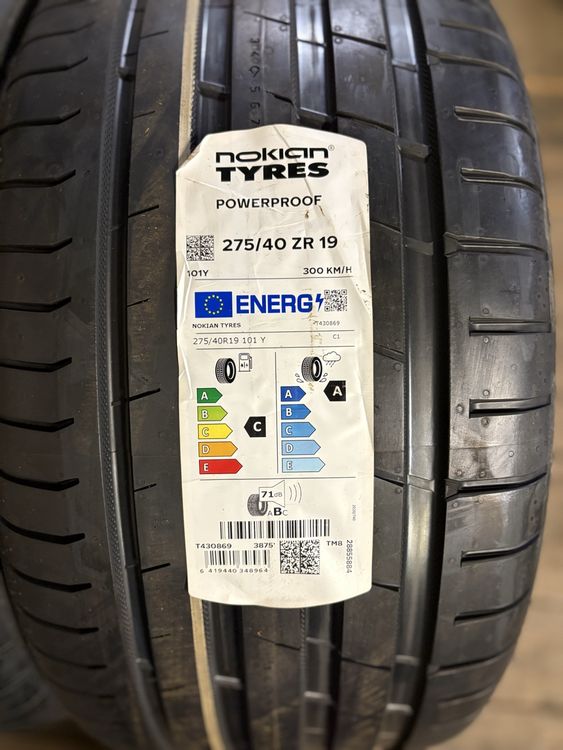 nokian®
TYRES
POWERPROOF
275/40 ZR 19
101Y 300 KM/H
ENERG
NOKIAN TYRES T430869
275/40R19 101 Y C1
A A A
B B
C C C
D D
E E
71dB
ABC
T430869 3875 TM8
6 419440 348964
28855884